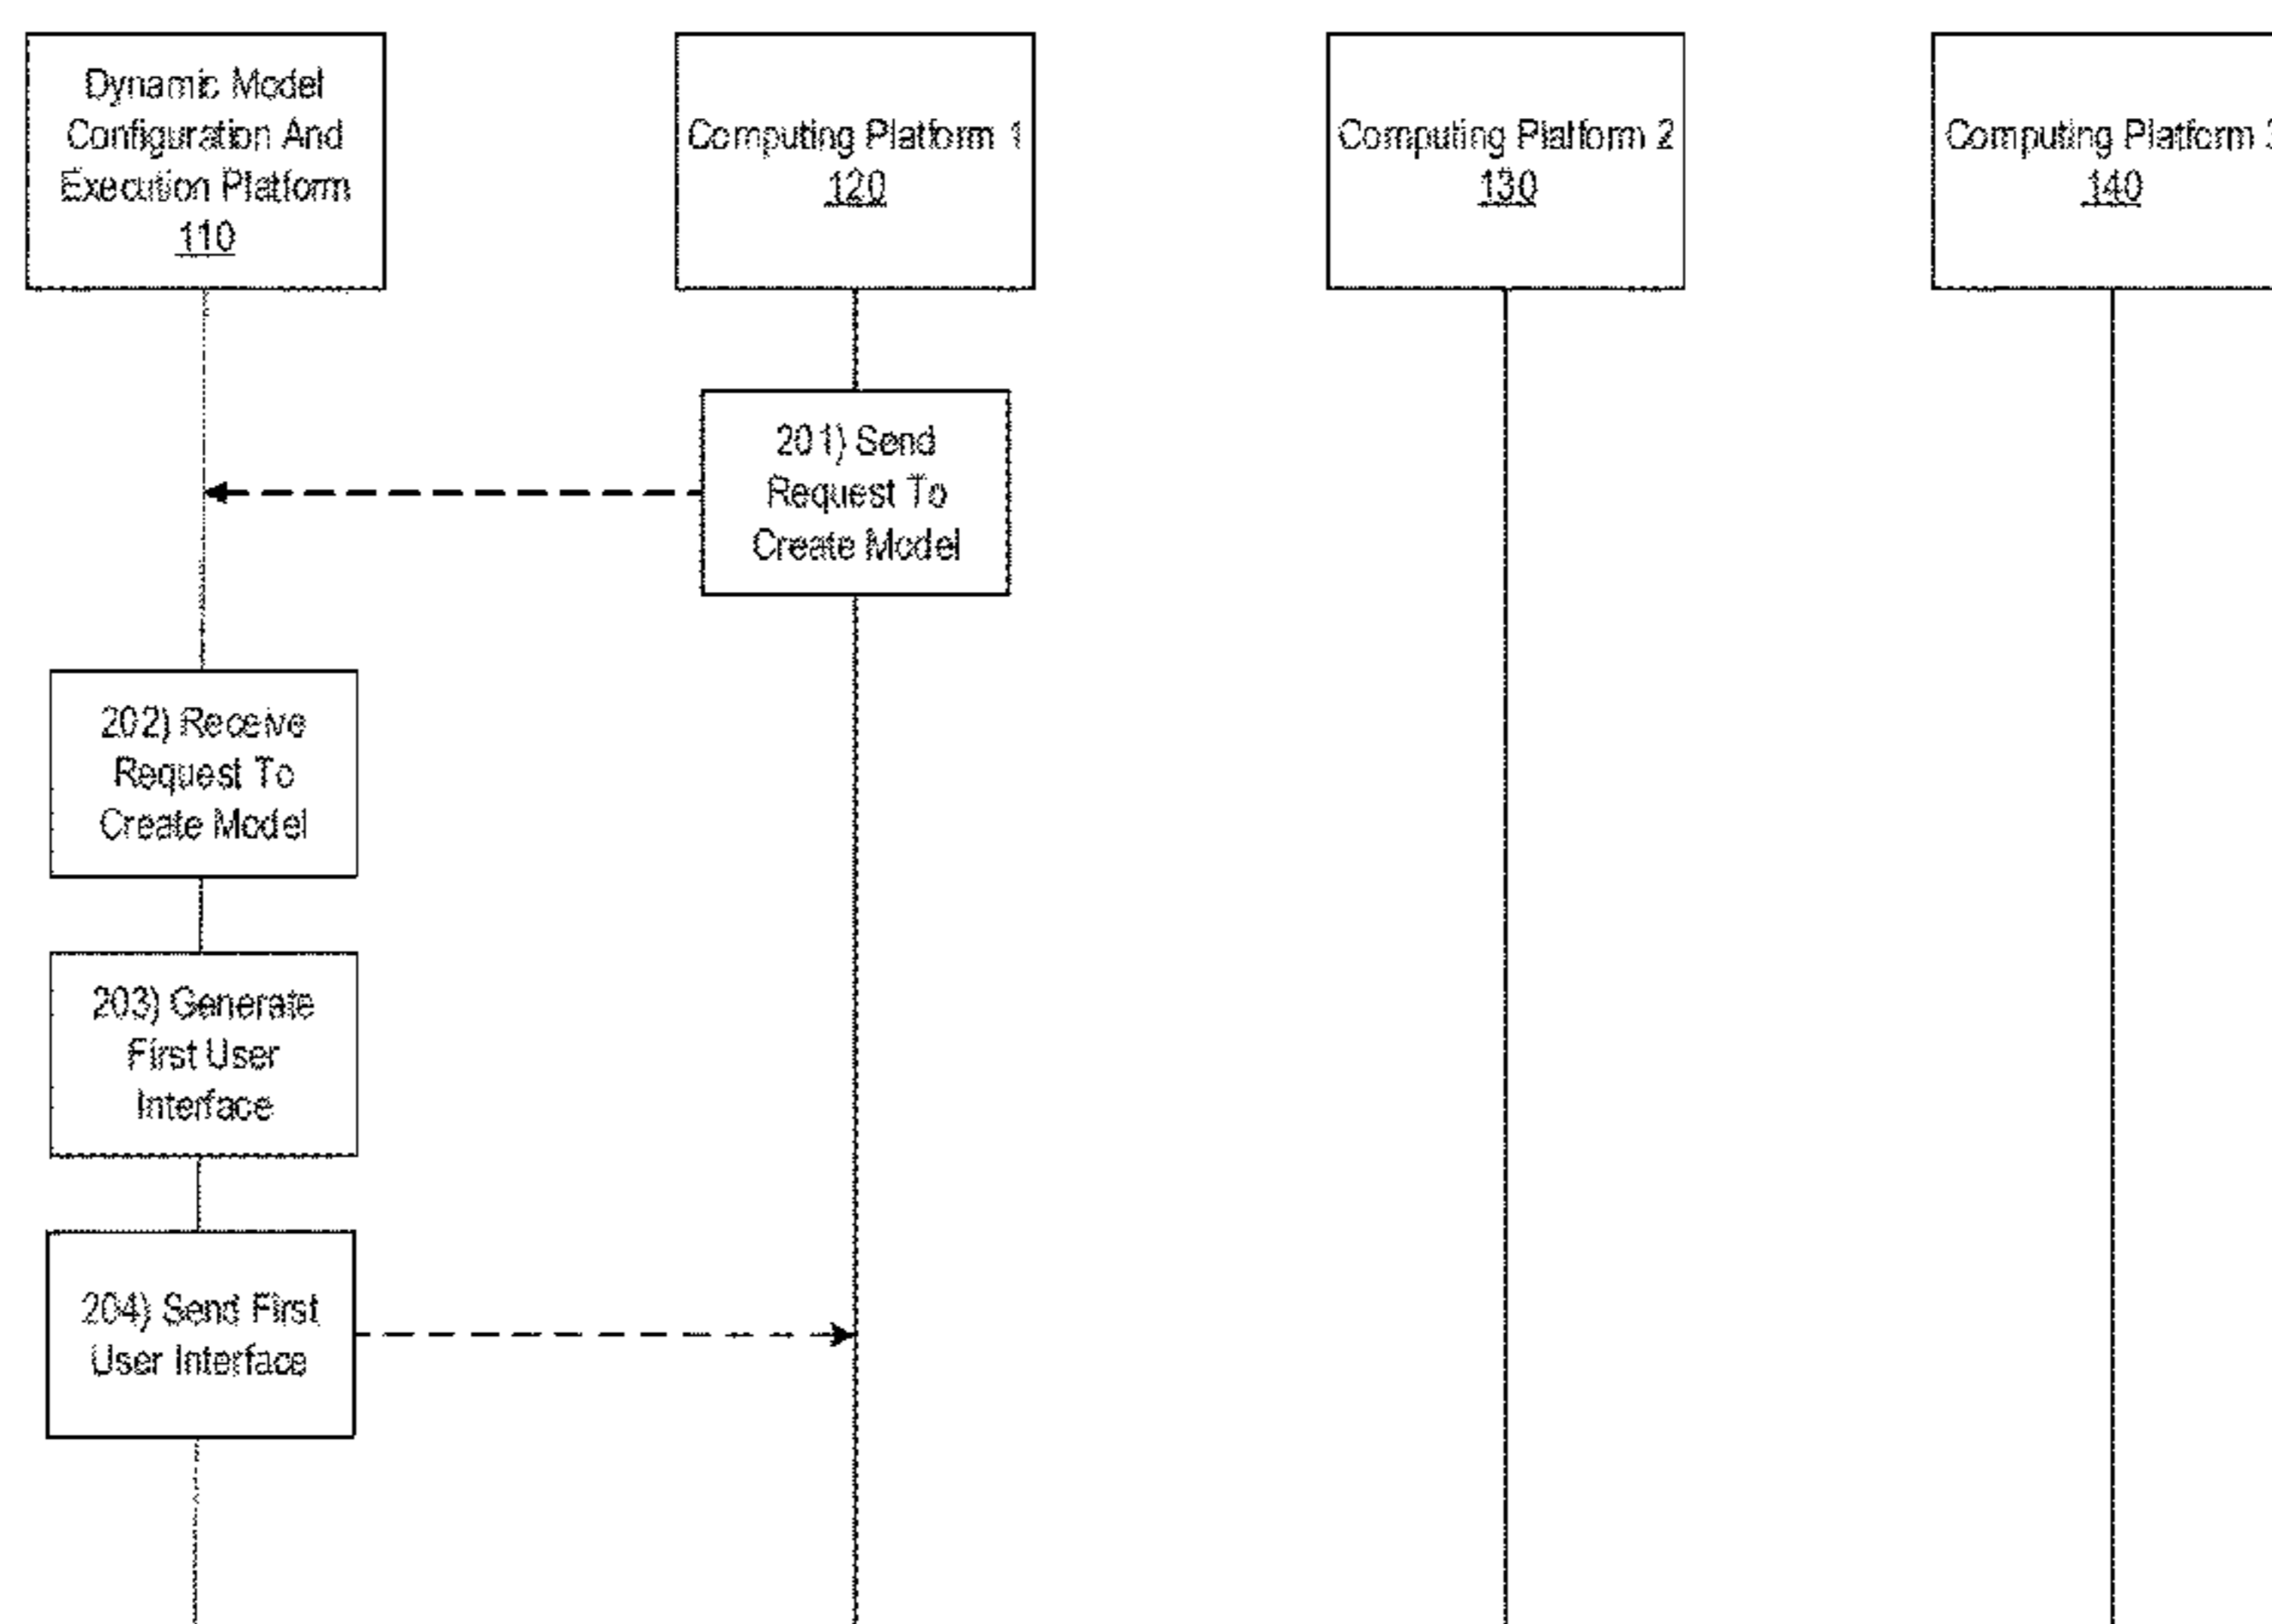 Dynamic Model
Configuration And
Execution Platform
110
Computing Platform 1
120
Computing Platform 2
130
Computing Platform 3
140
201) Send
Request To
Create Model
202) Receive
Request To
Create Model
203) Generate
First User
Interface
204) Send First
User Interface